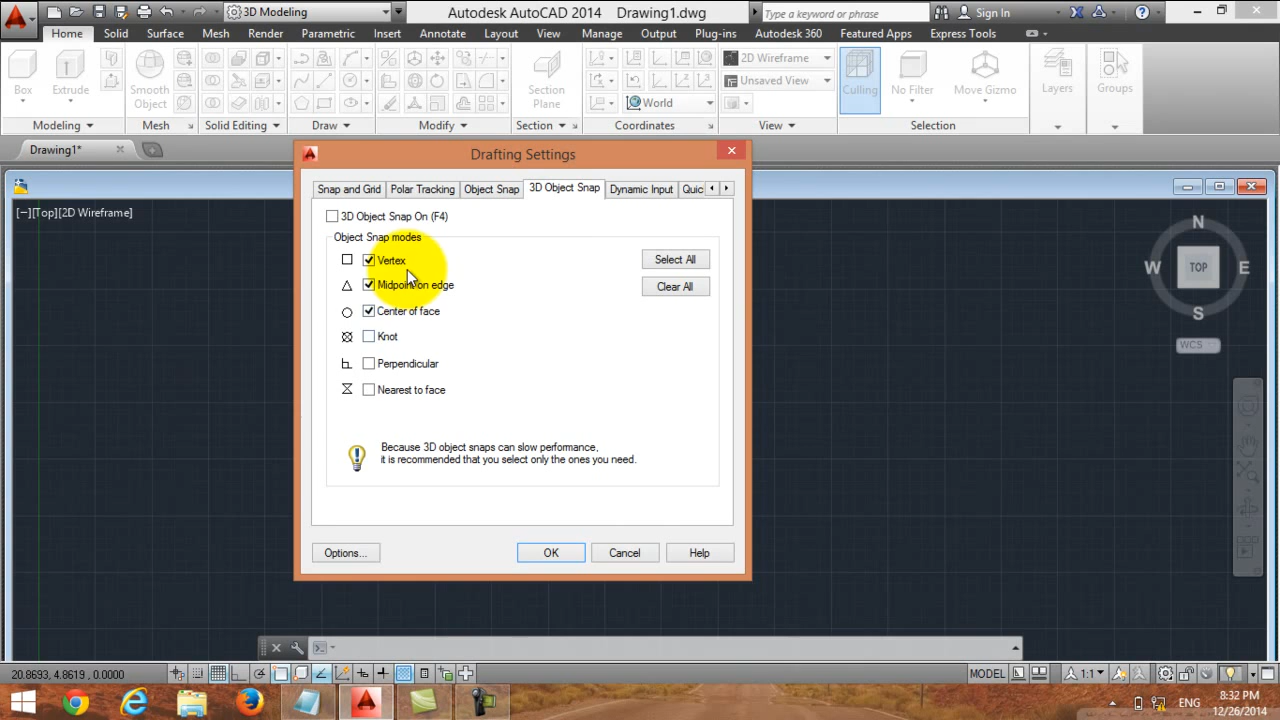 3D Modeling
Autodesk AutoCAD 2014 Drawing1.dwg
Type a keyword or phrase
Sign In
Home Solid Surface Mesh Render Parametric Insert Annotate Layout View Manage Output Plug-ins Autodesk 360 Featured Apps Express Tools
2D Wireframe
Unsaved View
World
Box
Extrude
Smooth
Object
Section
Plane
Culling
No Filter
Move Gizmo
Layers
Groups
Modeling
Mesh
Solid Editing
Draw
Modify
Section
Coordinates
View
Selection
Drawing1*
Drafting Settings
Snap and Grid Polar Tracking Object Snap 3D Object Snap Dynamic Input Quic
[−][Top][2D Wireframe]
3D Object Snap On (F4)
Object Snap modes
Vertex
Select All
Midpoint on edge
Clear All
Center of face
Knot
Perpendicular
Nearest to face
Because 3D object snaps can slow performance,
it is recommended that you select only the ones you need.
Options...
OK
Cancel
Help
N
W
TOP
E
S
WCS
20.8693, 4.8619, 0.0000
MODEL
1:1
ENG
8:32 PM
12/26/2014